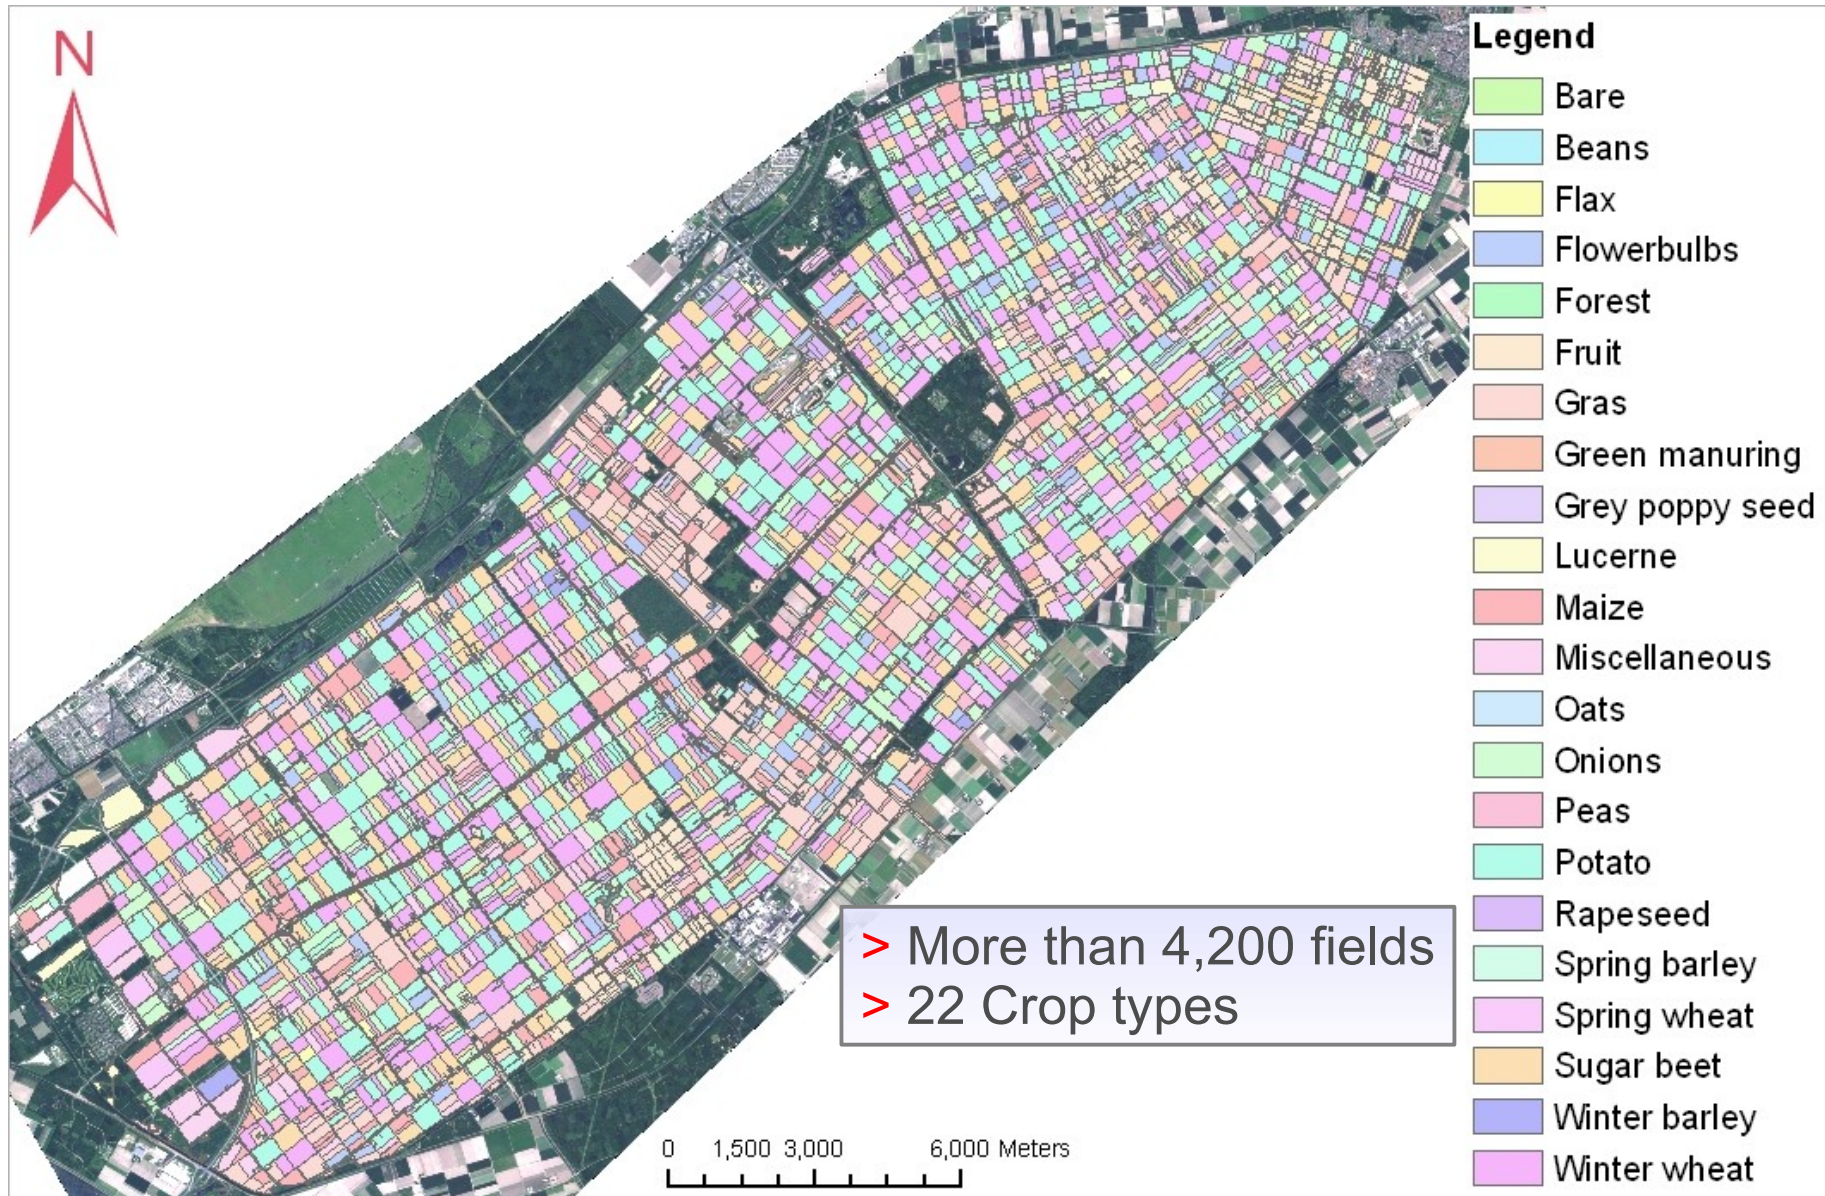 N
Legend
Bare
Beans
Flax
Flowerbulbs
Forest
Fruit
Gras
Green manuring
Grey poppy seed
Lucerne
Maize
Miscellaneous
Oats
Onions
Peas
Potato
Rapeseed
Spring barley
Spring wheat
Sugar beet
Winter barley
Winter wheat
> More than 4,200 fields
> 22 Crop types
0 1,500 3,000 6,000 Meters